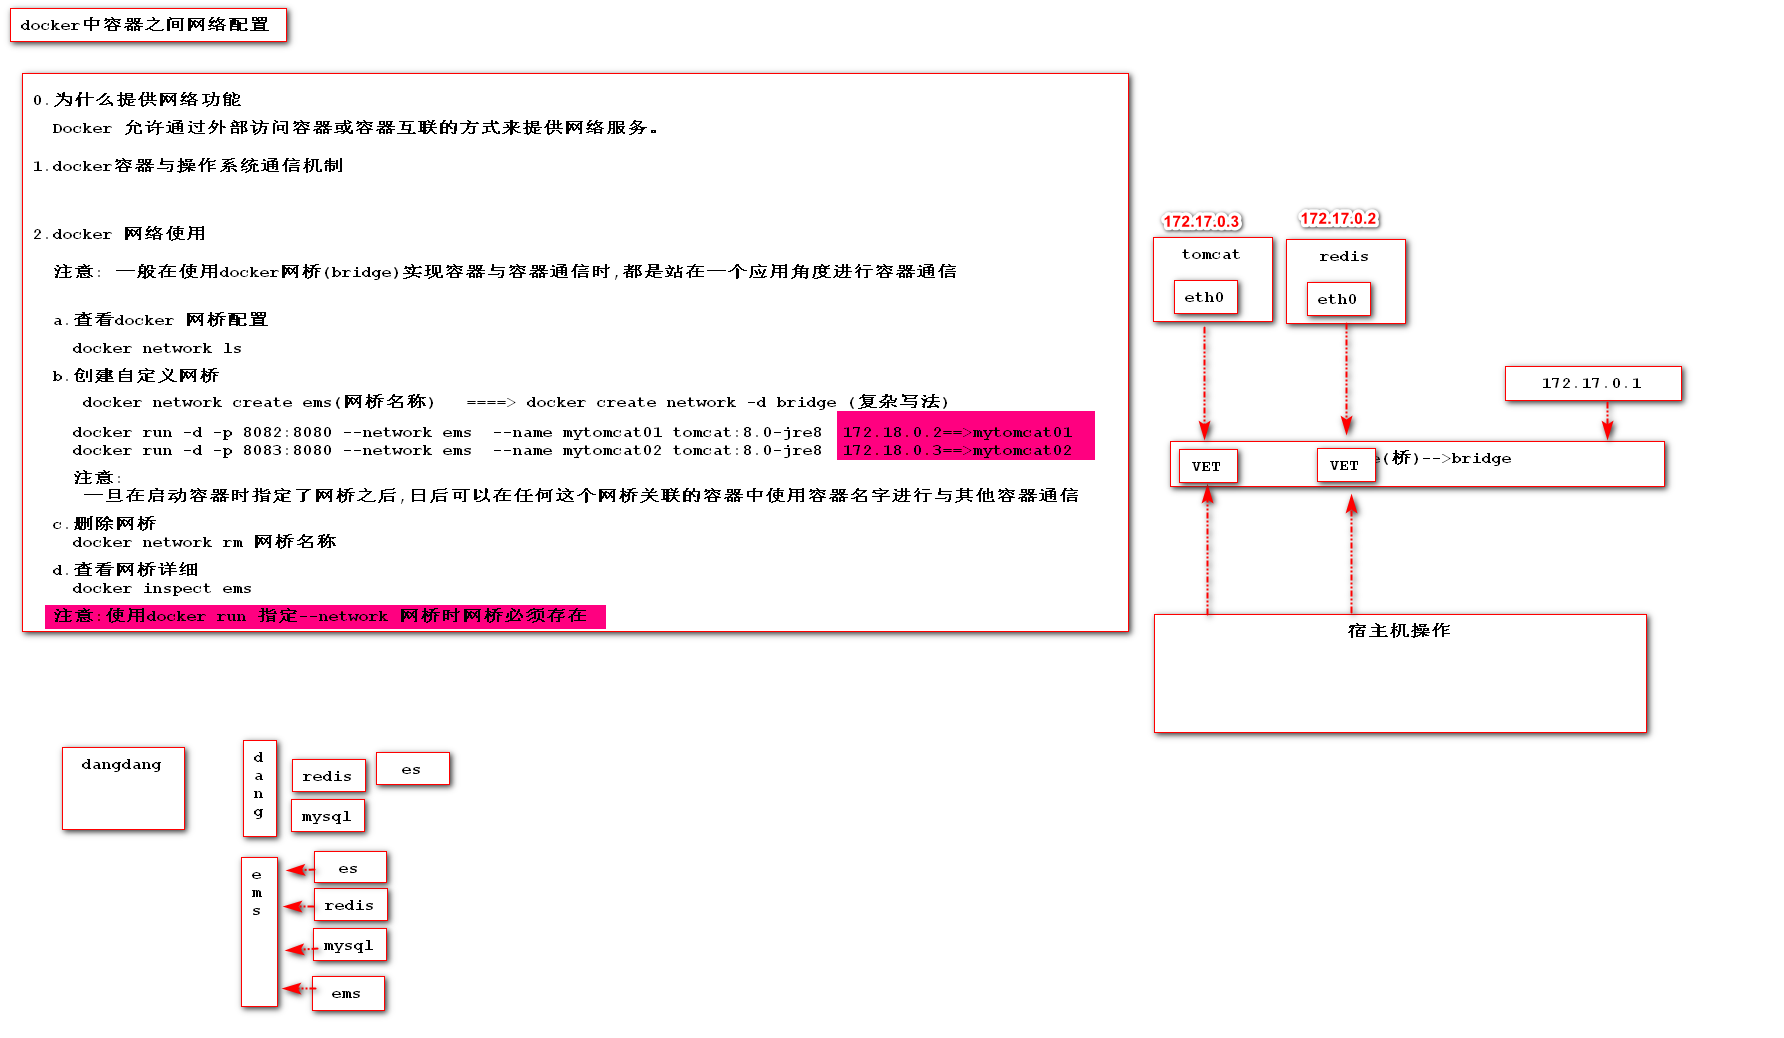 docker中容器之间网络配置
0.为什么提供网络功能
Docker 允许通过外部访问容器或容器互联的方式来提供网络服务。
1.docker容器与操作系统通信机制
2.docker 网络使用
注意: 一般在使用docker网桥(bridge)实现容器与容器通信时,都是站在一个应用角度进行容器通信
a.查看docker 网桥配置
docker network ls
b.创建自定义网桥
docker network create ems(网桥名称) ====> docker create network -d bridge (复杂写法)
docker run -d -p 8082:8080 --network ems --name mytomcat01 tomcat:8.0-jre8 172.18.0.2==>mytomcat01
docker run -d -p 8083:8080 --network ems --name mytomcat02 tomcat:8.0-jre8 172.18.0.3==>mytomcat02
注意:
一旦在启动容器时指定了网桥之后,日后可以在任何这个网桥关联的容器中使用容器名字进行与其他容器通信
c.删除网桥
docker network rm 网桥名称
d.查看网桥详细
docker inspect ems
注意:使用docker run 指定--network 网桥时网桥必须存在
172.17.0.3
172.17.0.2
tomcat
redis
eth0
eth0
172.17.0.1
VET
VET
(桥)-->bridge
宿主机操作
dangdang
dang
redis
es
mysql
ems
es
redis
mysql
ems